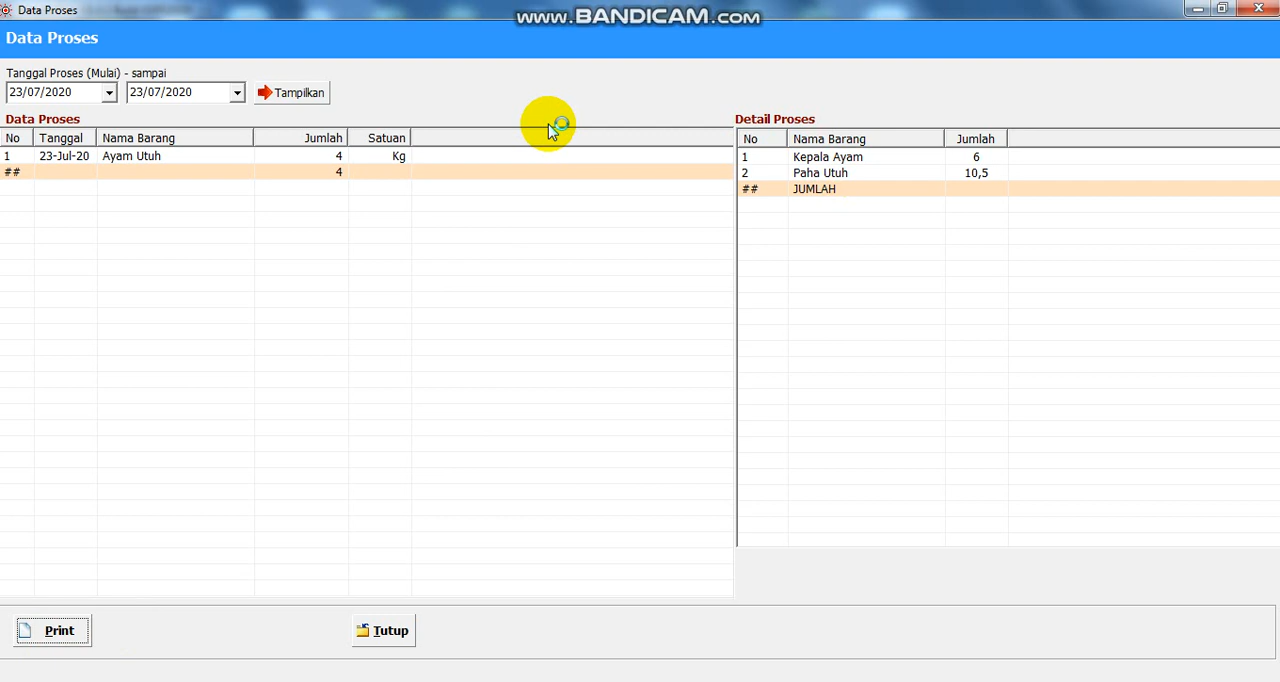 Data Proses
www.BANDICAM.com
Data Proses
Tanggal Proses (Mulai) - sampai
23/07/2020 23/07/2020 Tampilkan
Data Proses
No Tanggal Nama Barang Jumlah Satuan
1 23-Jul-20 Ayam Utuh 4 Kg
## 4
Detail Proses
No Nama Barang Jumlah
1 Kepala Ayam 6
2 Paha Utuh 10,5
## JUMLAH
Print Tutup